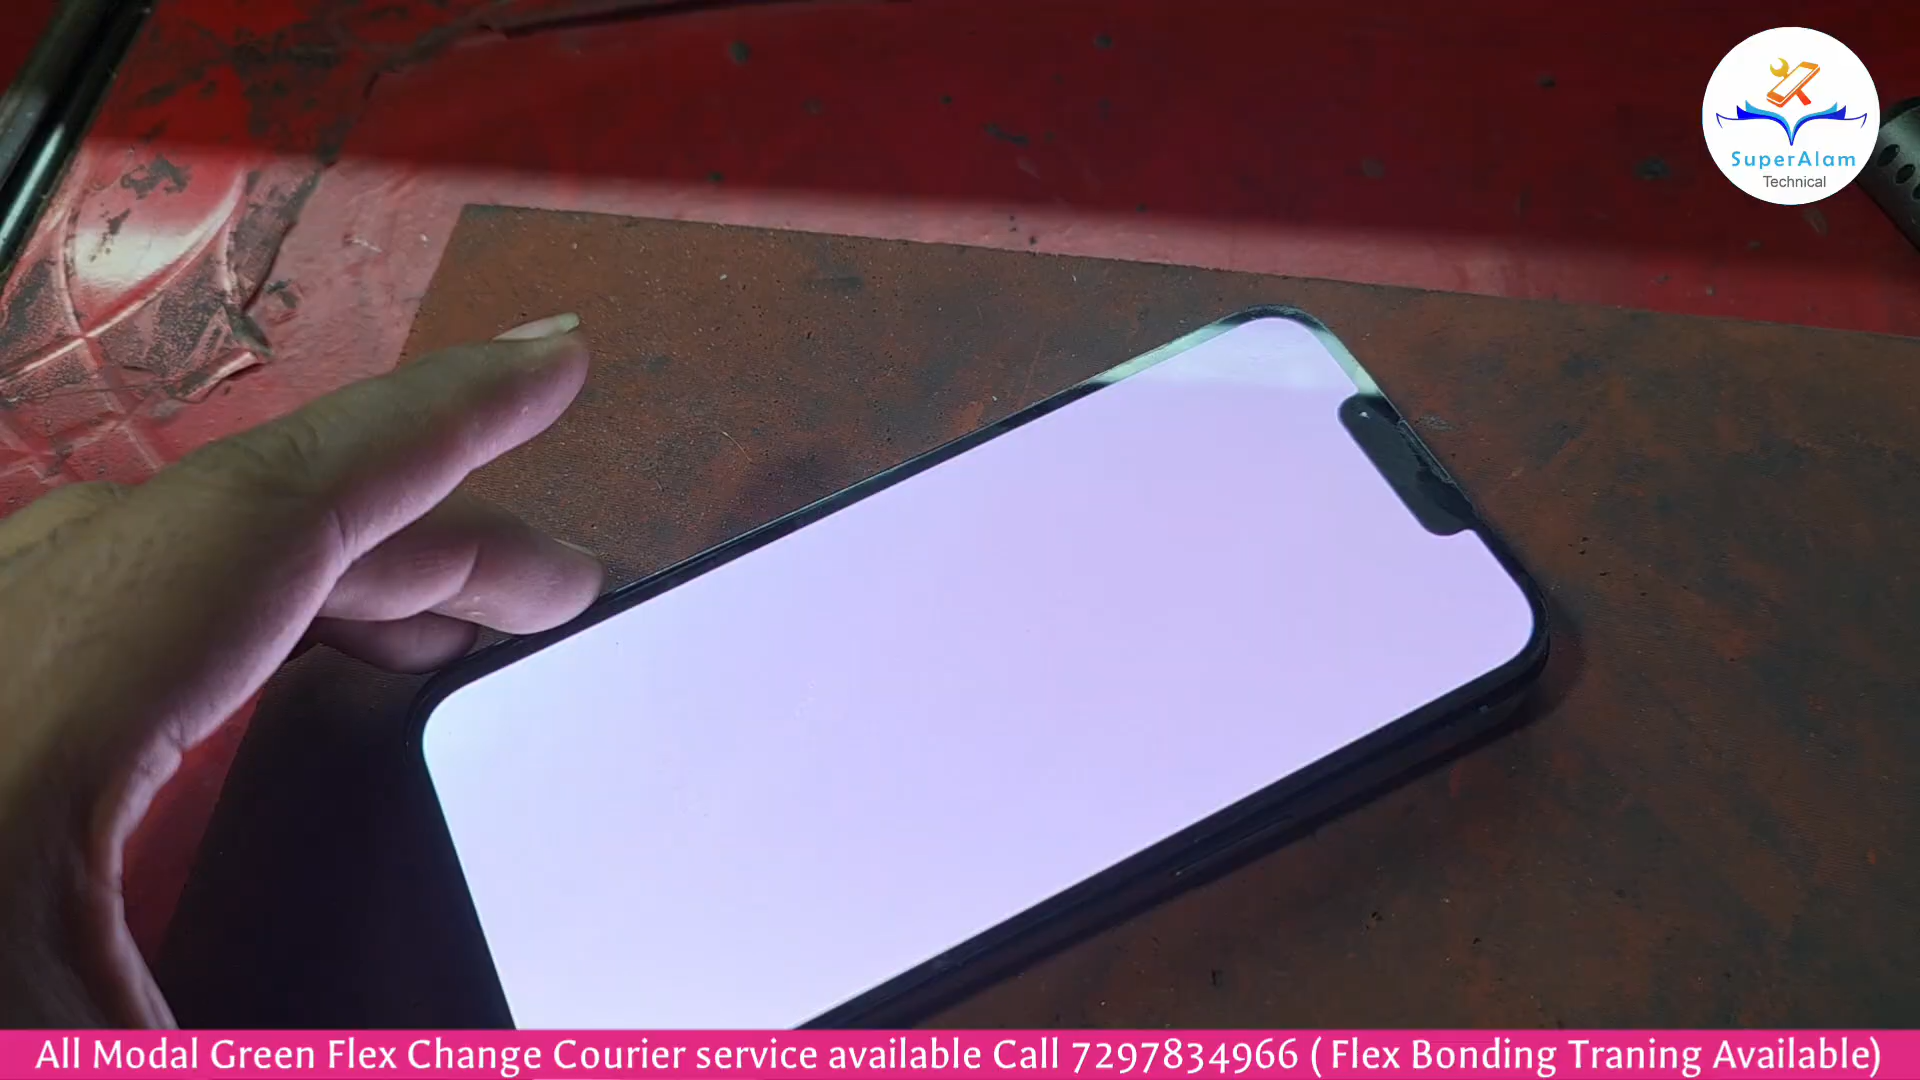 SuperAlam
Technical
All Modal Green Flex Change Courier service available Call 7297834966 ( Flex Bonding Traning Available)